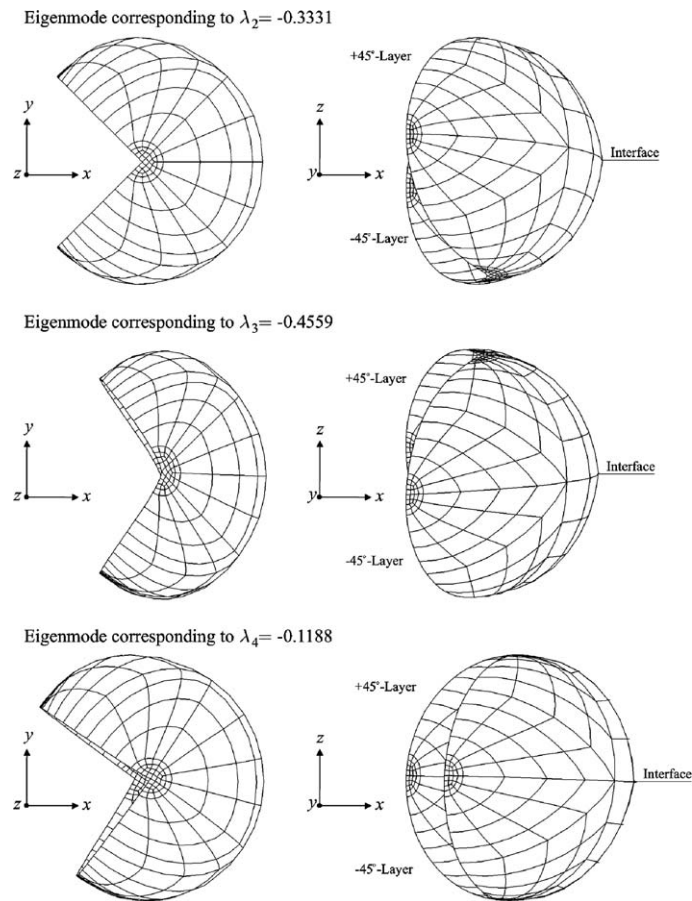 Eigenmode corresponding to λ2= -0.3331
y
z
x
+45°-Layer
z
y
x
Interface
-45°-Layer
Eigenmode corresponding to λ3= -0.4559
y
z
x
+45°-Layer
z
y
x
Interface
-45°-Layer
Eigenmode corresponding to λ4= -0.1188
y
z
x
+45°-Layer
z
y
x
Interface
-45°-Layer